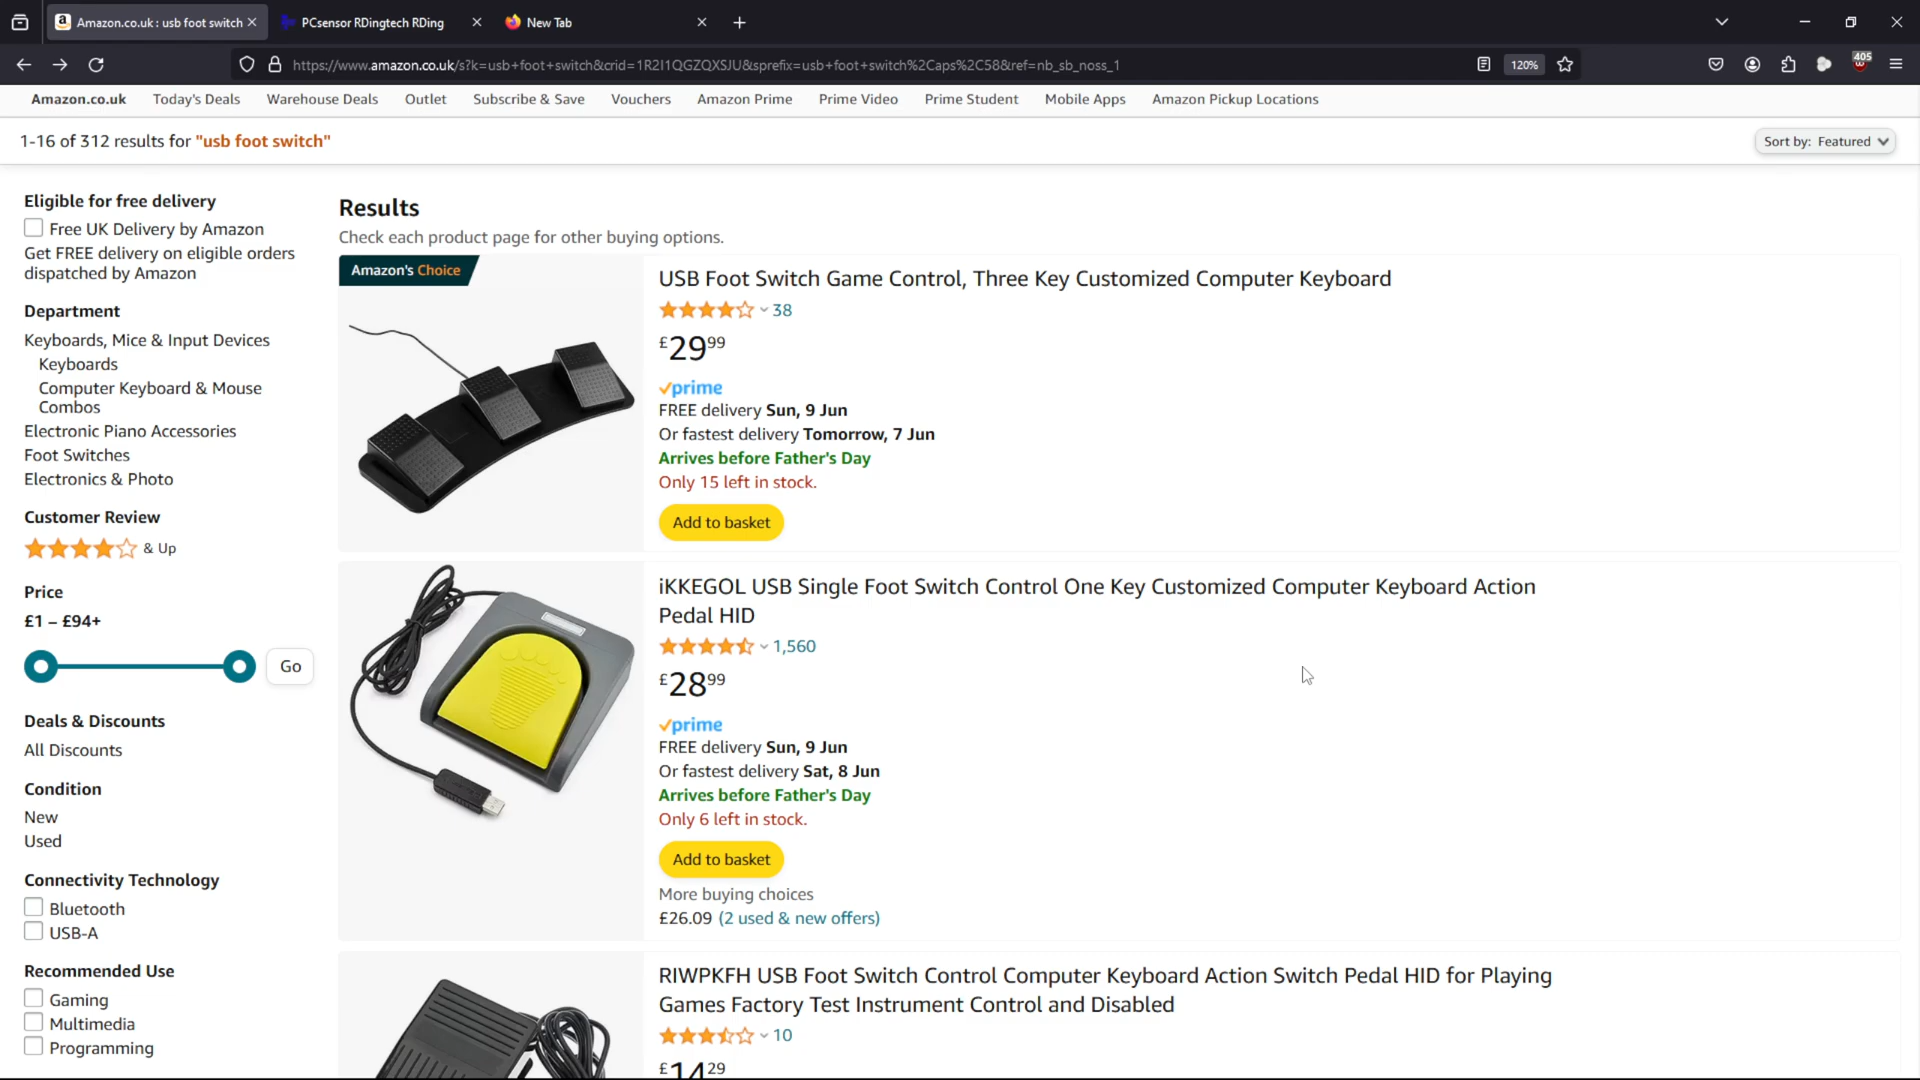 Amazon.co.uk : usb foot switch
PCsensor RDingtech RDing
New Tab
https://www.amazon.co.uk/s?k=usb+foot+switch&crid=1R2I1QGZQXSJU&sprefix=usb+foot+switch%2Caps%2C58&ref=nb_sb_noss_1
120%
405
Amazon.co.uk Today's Deals Warehouse Deals Outlet Subscribe & Save Vouchers Amazon Prime Prime Video Prime Student Mobile Apps Amazon Pickup Locations
1-16 of 312 results for "usb foot switch"
Sort by: Featured
Eligible for free delivery
Free UK Delivery by Amazon
Get FREE delivery on eligible orders
dispatched by Amazon
Department
Keyboards, Mice & Input Devices
Keyboards
Computer Keyboard & Mouse
Combos
Electronic Piano Accessories
Foot Switches
Electronics & Photo
Customer Review
& Up
Price
£1 – £94+
Go
Deals & Discounts
All Discounts
Condition
New
Used
Connectivity Technology
Bluetooth
USB-A
Recommended Use
Gaming
Multimedia
Programming
Results
Check each product page for other buying options.
Amazon's Choice
USB Foot Switch Game Control, Three Key Customized Computer Keyboard
38
£29 99
prime
FREE delivery Sun, 9 Jun
Or fastest delivery Tomorrow, 7 Jun
Arrives before Father's Day
Only 15 left in stock.
Add to basket
iKKEGOL USB Single Foot Switch Control One Key Customized Computer Keyboard Action
Pedal HID
1,560
£28 99
prime
FREE delivery Sun, 9 Jun
Or fastest delivery Sat, 8 Jun
Arrives before Father's Day
Only 6 left in stock.
Add to basket
More buying choices
£26.09 (2 used & new offers)
RIWPKFH USB Foot Switch Control Computer Keyboard Action Switch Pedal HID for Playing
Games Factory Test Instrument Control and Disabled
10
£14 29